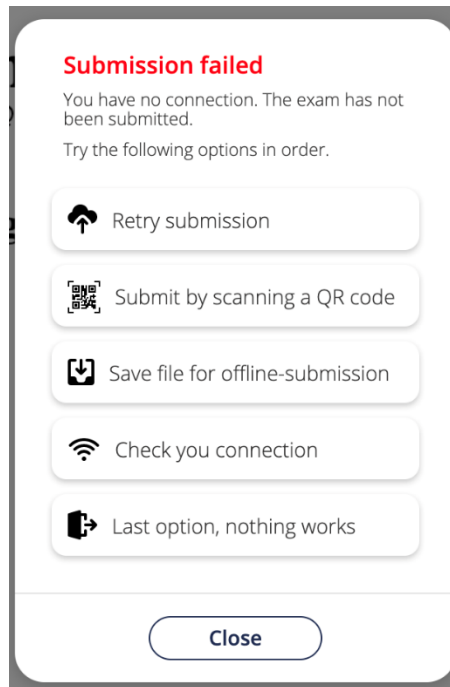 Submission failed
You have no connection. The exam has not
been submitted.
Try the following options in order.
Retry submission
Submit by scanning a QR code
Save file for offline-submission
Check you connection
Last option, nothing works
Close